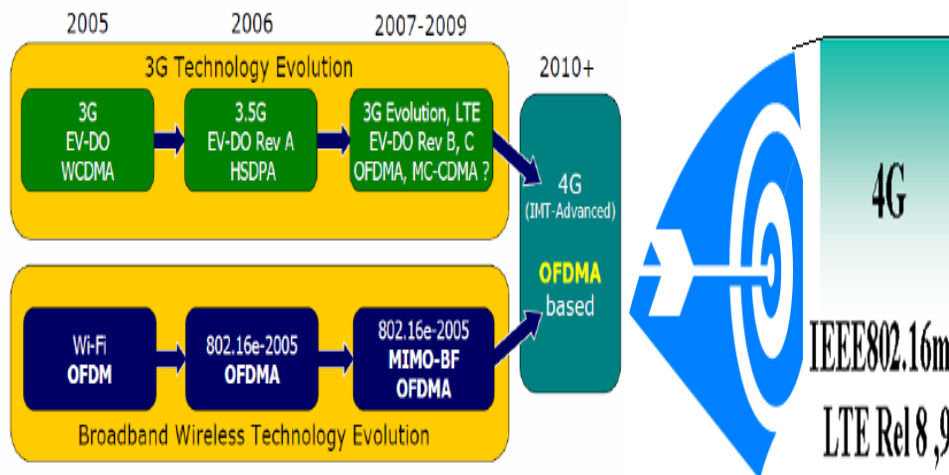 2005
2006
2007-2009
2010+
3G Technology Evolution
3G
EV-DO
WCDMA
3.5G
EV-DO Rev A
HSDPA
3G Evolution, LTE
EV-DO Rev B, C
OFDMA, MC-CDMA ?
Wi-Fi
OFDM
802.16e-2005
OFDMA
802.16e-2005
MIMO-BF
OFDMA
Broadband Wireless Technology Evolution
4G
(IMT-Advanced)
OFDMA
based
4G
IEEE802.16m
LTE Rel 8 ,9